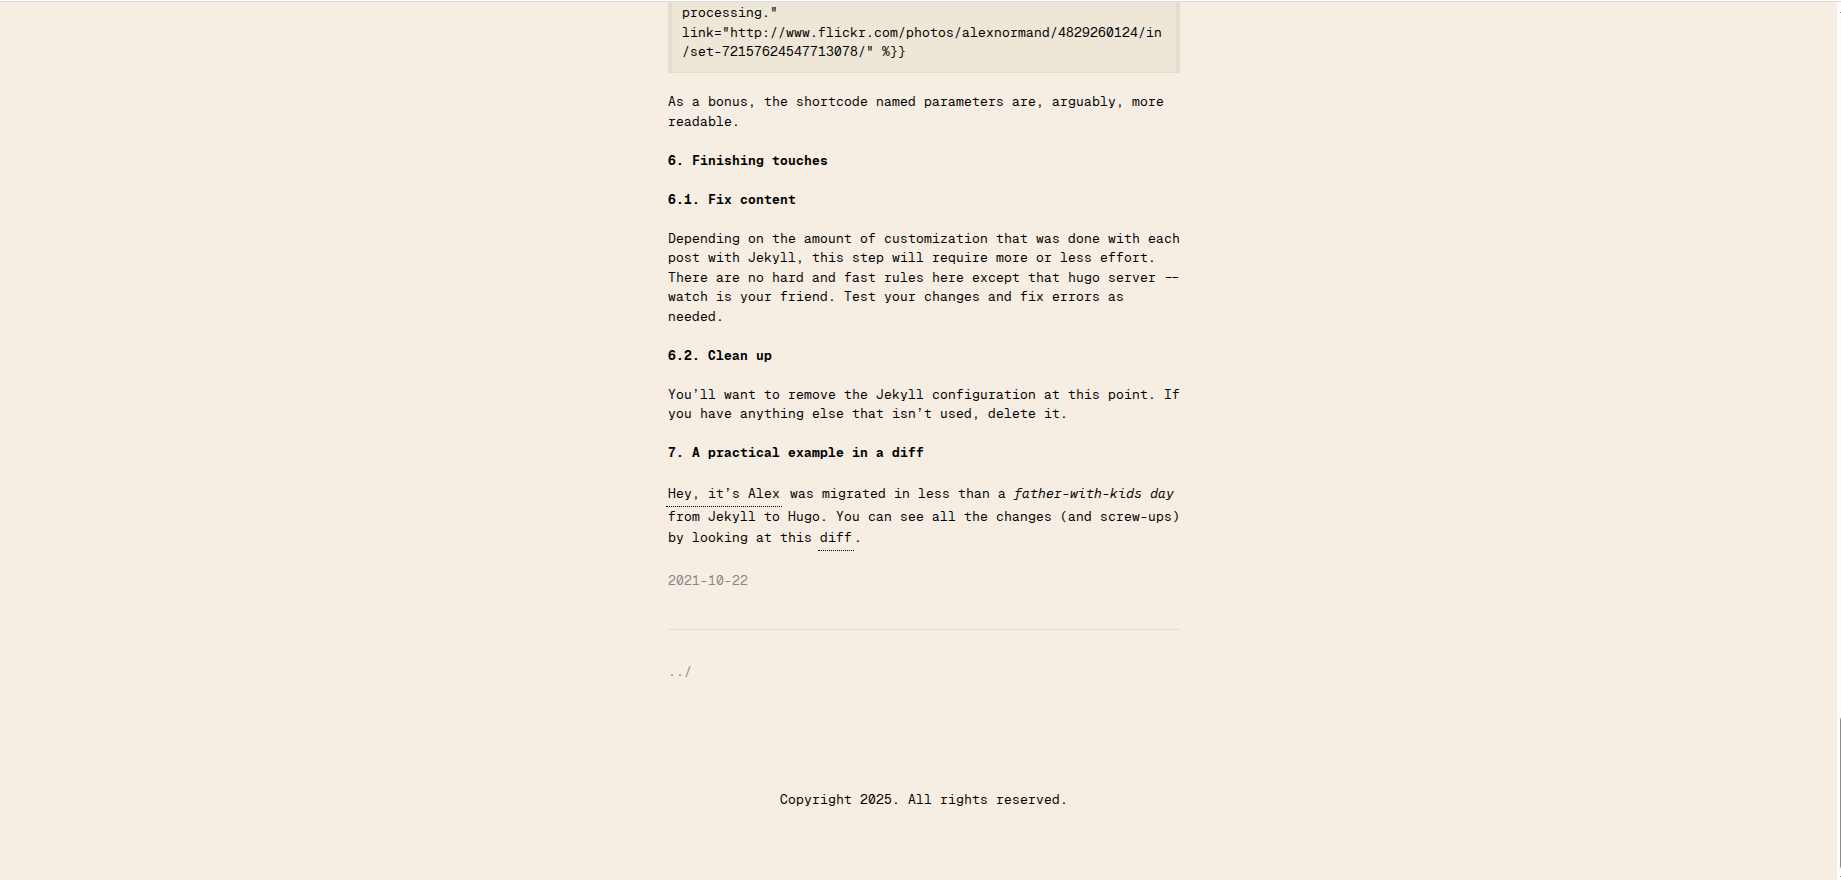 processing."
link="http://www.flickr.com/photos/alexnormand/4829260124/in
/set-72157624547713078/" %}}
As a bonus, the shortcode named parameters are, arguably, more
readable.
6. Finishing touches
6.1. Fix content
Depending on the amount of customization that was done with each
post with Jekyll, this step will require more or less effort.
There are no hard and fast rules here except that hugo server --
watch is your friend. Test your changes and fix errors as
needed.
6.2. Clean up
You’ll want to remove the Jekyll configuration at this point. If
you have anything else that isn’t used, delete it.
7. A practical example in a diff
Hey, it’s Alex was migrated in less than a father-with-kids day
from Jekyll to Hugo. You can see all the changes (and screw-ups)
by looking at this diff.
2021-10-22
../
Copyright 2025. All rights reserved.